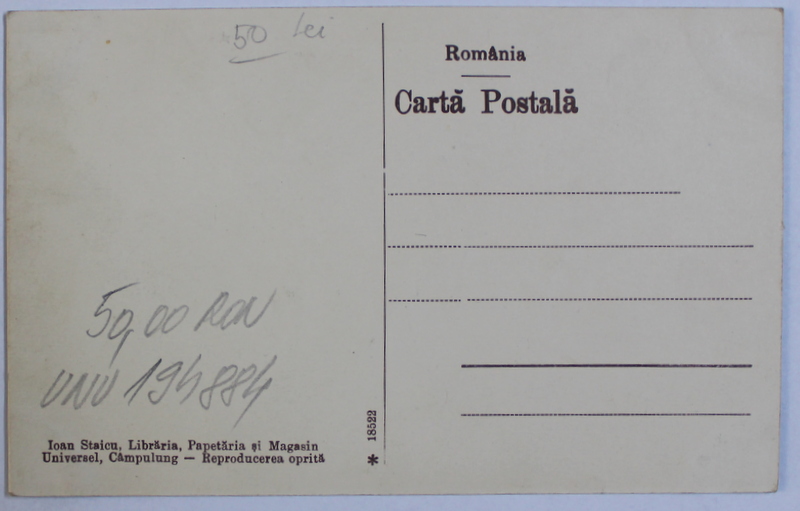 50 Lei
România
Cartă Postală
50,00 RON
UNU 194884
Ioan Staicu, Librăria, Papetăria și Magasin
Universel, Câmpulung — Reproducerea oprită
* 18522